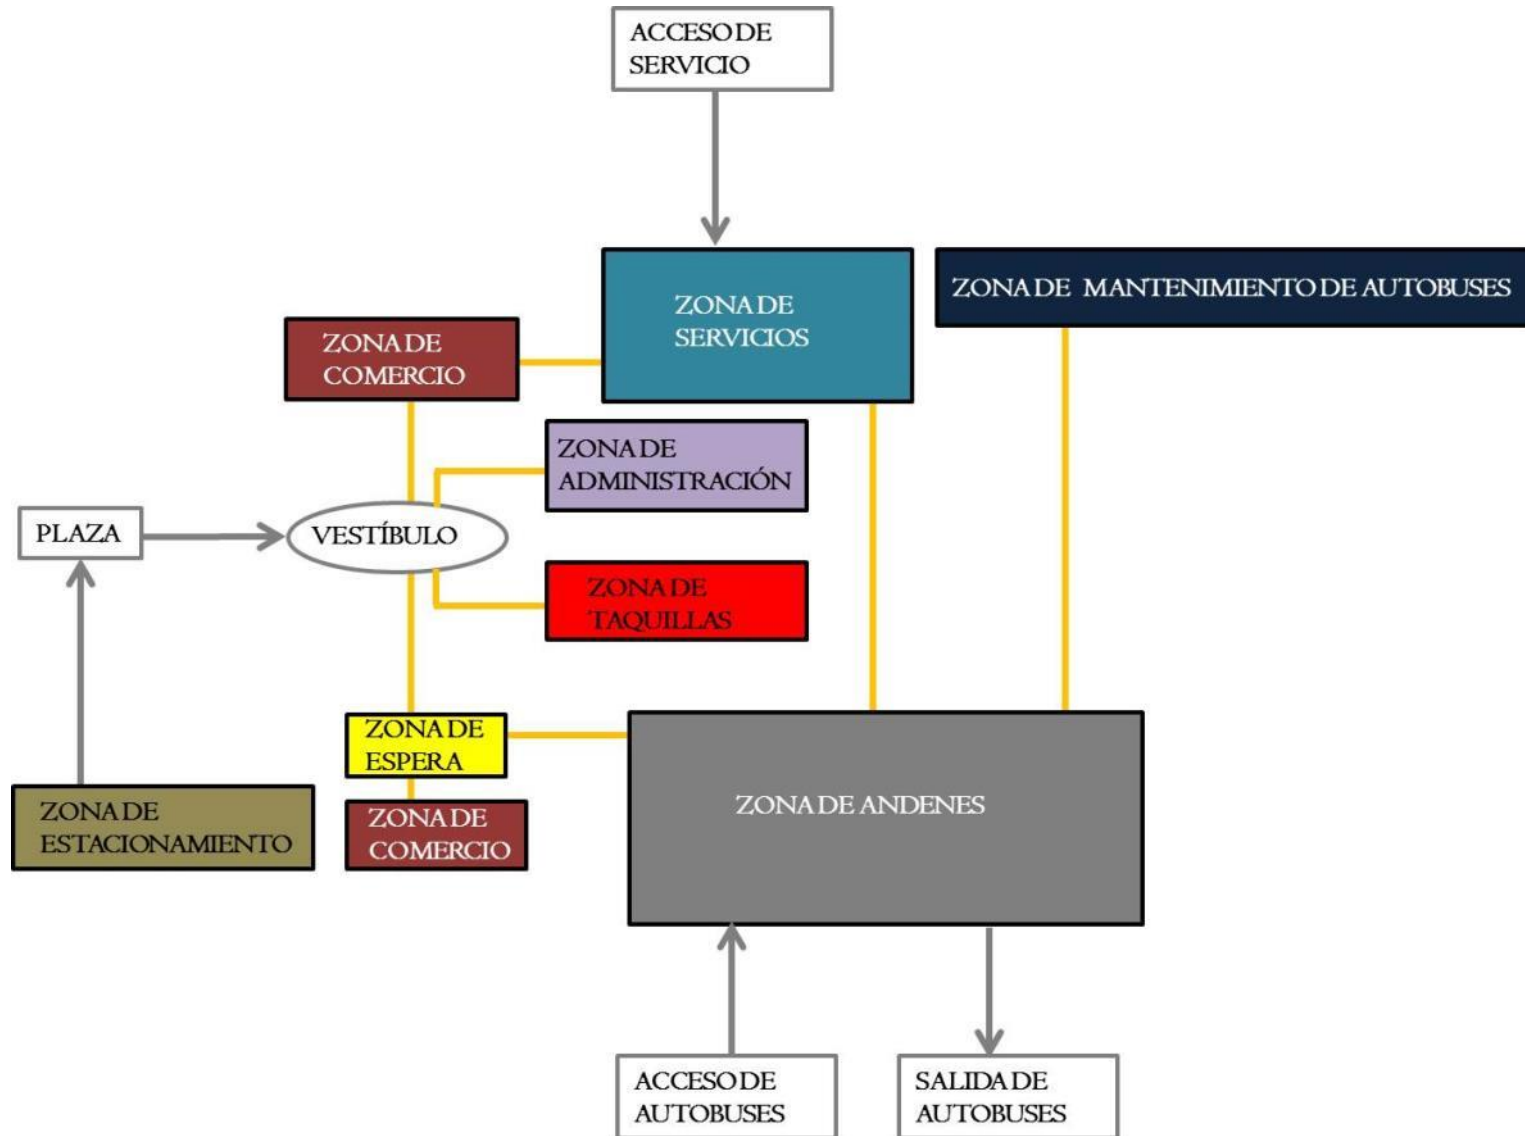 ACCESO DE
SERVICIO
ZONA DE
SERVICIOS
ZONA DE MANTENIMIENTO DE AUTOBUSES
ZONA DE
COMERCIO
ZONA DE
ADMINISTRACIÓN
PLAZA
VESTÍBULO
ZONA DE
TAQUILLAS
ZONA DE
ESPERA
ZONA DE ANDENES
ZONA DE
ESTACIONAMIENTO
ZONA DE
COMERCIO
ACCESO DE
AUTOBUSES
SALIDA DE
AUTOBUSES